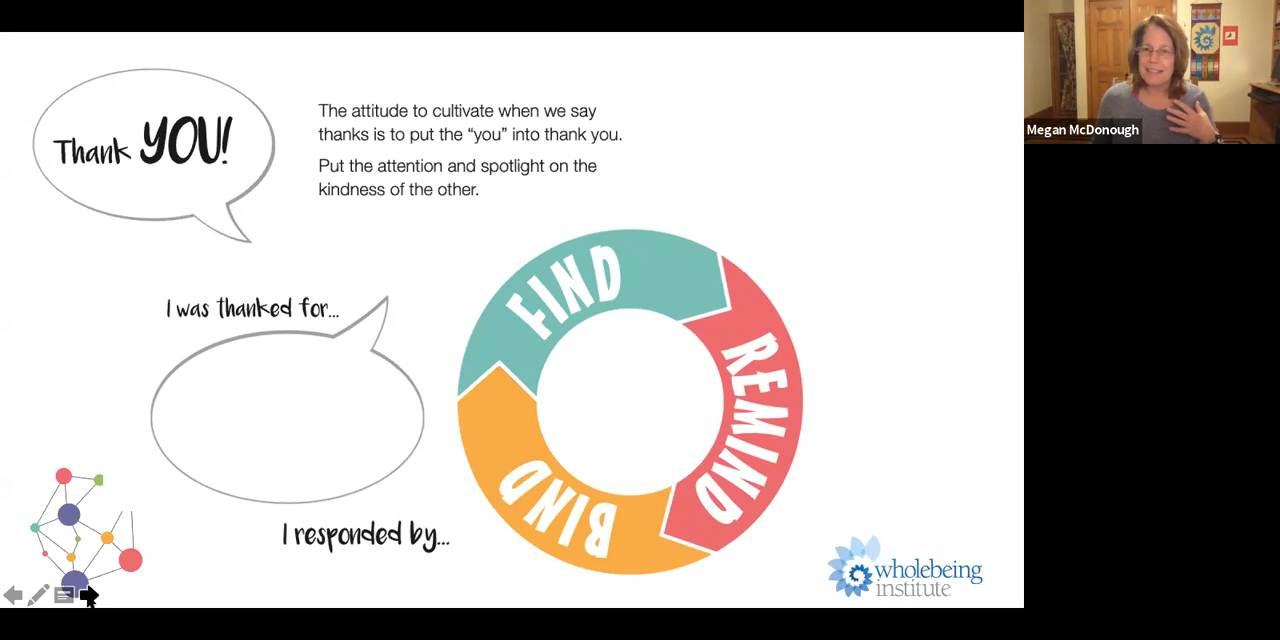 Thank YOU!
The attitude to cultivate when we say
thanks is to put the “you” into thank you.
Put the attention and spotlight on the
kindness of the other.
Megan McDonough
I was thanked for...
FIND
REMIND
BIND
I responded by...
wholebeing
institute